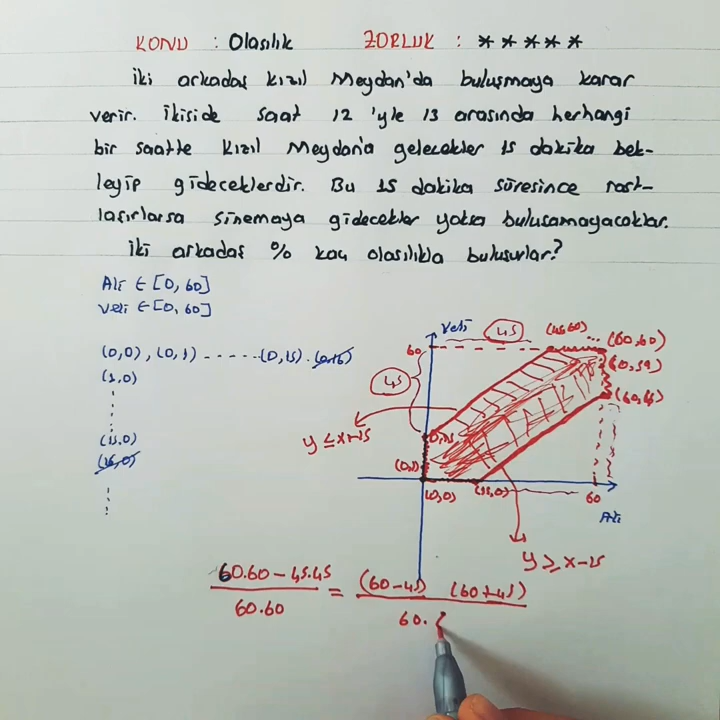 KONU : Olasılık ZORLUK : * * * * *
İki arkadaş Kızıl Meydan'da buluşmaya karar
verir. İkiside saat 12 'yle 13 arasında herhangi
bir saatte Kızıl Meydan'a gelecekler 15 dakika bek-
leyip gideceklerdir. Bu 15 dakika süresince rast-
laşırlarsa sinemaya gidecekler yoksa buluşamayacaklar.
İki arkadaş % kaç olasılıkla buluşurlar?
Ali ∈ [0, 60]
Veli ∈ [0, 60]
Veli 45 (45,60) ... (60,60)
60
(0,0), (0,1) ------ (0,15). (0,16)
(60,59)
(1,0)
45
(60,45)
y ≤ x-15
(0,15)
(15,0)
(16,0)
(0,1)
(0,0) (15,0) 60
Ali
y ≥ x-15
60.60 - 45.45 / 60.60 = (60-45) (60+45) / 60.